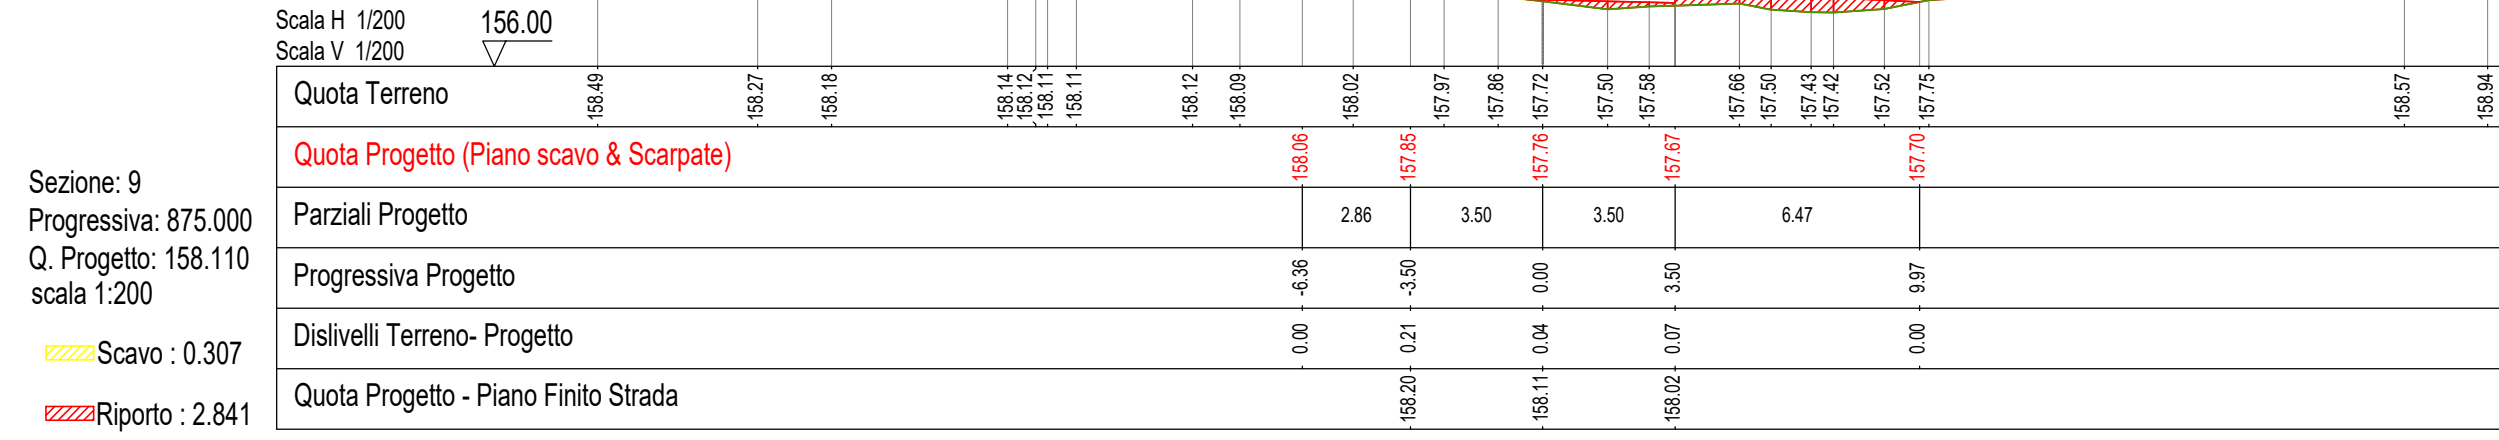 Scala H 1/200
156.00
Scala V 1/200
Quota Terreno
158.49 158.27 158.18 158.14 158.12 158.11 158.11 158.12 158.09 158.02 157.97 157.86 157.72 157.50 157.58 157.66 157.50 157.43 157.42 157.52 157.75 158.57 158.94
Quota Progetto (Piano scavo & Scarpate)
158.06 157.85 157.76 157.67 157.70
Sezione: 9
Progressiva: 875.000
Q. Progetto: 158.110
scala 1:200
Parziali Progetto
2.86 3.50 3.50 6.47
Progressiva Progetto
-6.36 -3.50 0.00 3.50 9.97
Dislivelli Terreno- Progetto
0.00 0.21 0.04 0.07 0.00
Scavo : 0.307
Quota Progetto - Piano Finito Strada
158.20 158.11 158.02
Riporto : 2.841